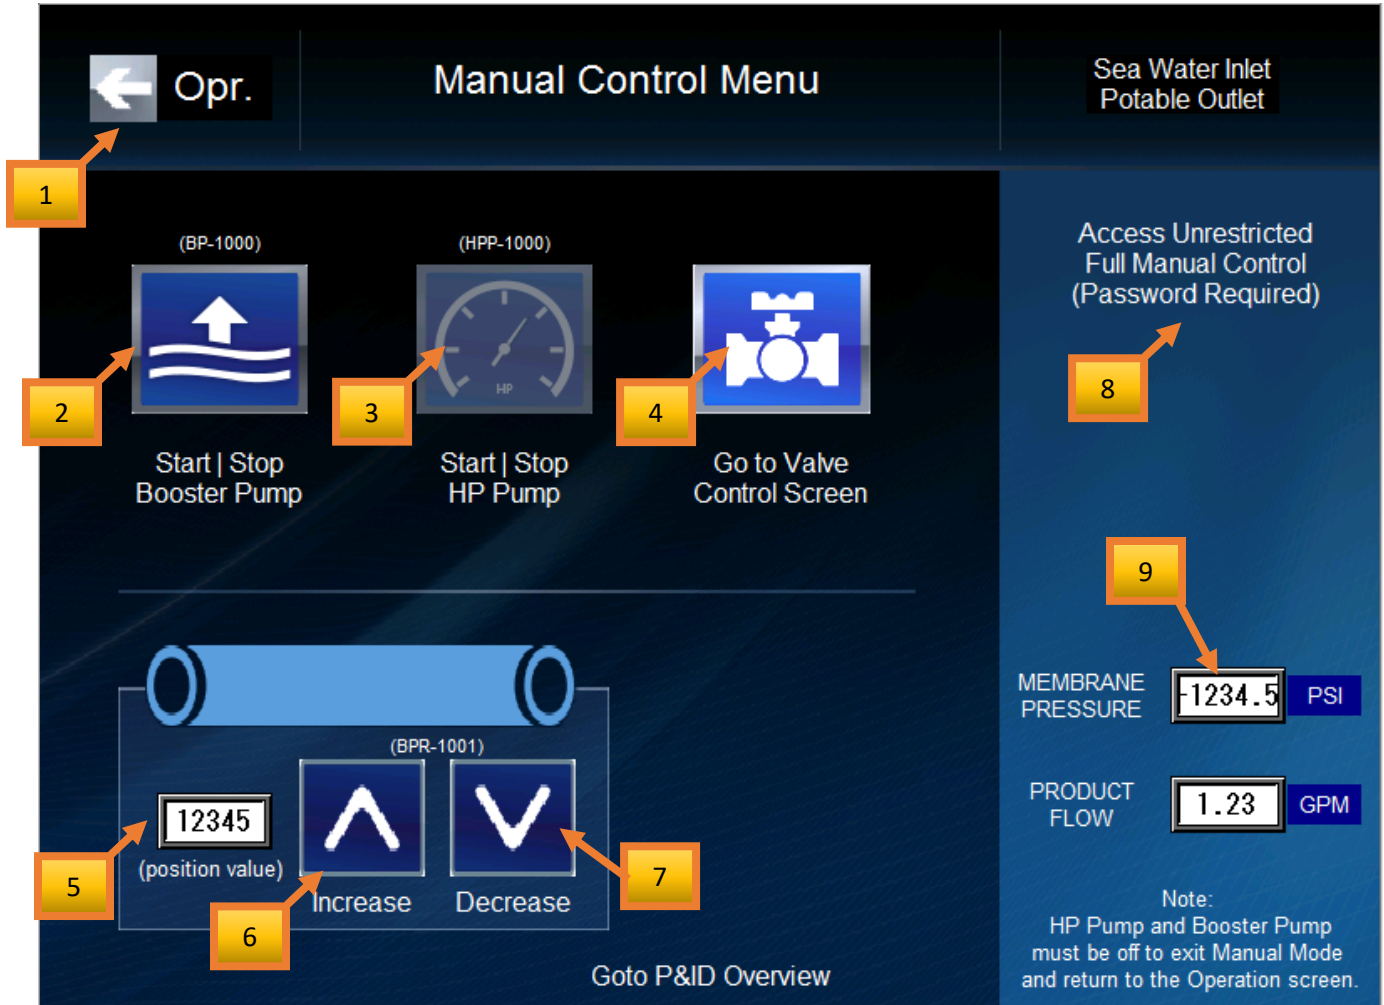 Opr.
Manual Control Menu
Sea Water Inlet
Potable Outlet
1
(BP-1000)
(HPP-1000)
Access Unrestricted
Full Manual Control
(Password Required)
HP
2
3
4
8
Start | Stop
Booster Pump
Start | Stop
HP Pump
Go to Valve
Control Screen
9
MEMBRANE
PRESSURE
-1234.5
PSI
(BPR-1001)
12345
(position value)
PRODUCT
FLOW
1.23
GPM
5
6
7
Increase
Decrease
Goto P&ID Overview
Note:
HP Pump and Booster Pump
must be off to exit Manual Mode
and return to the Operation screen.